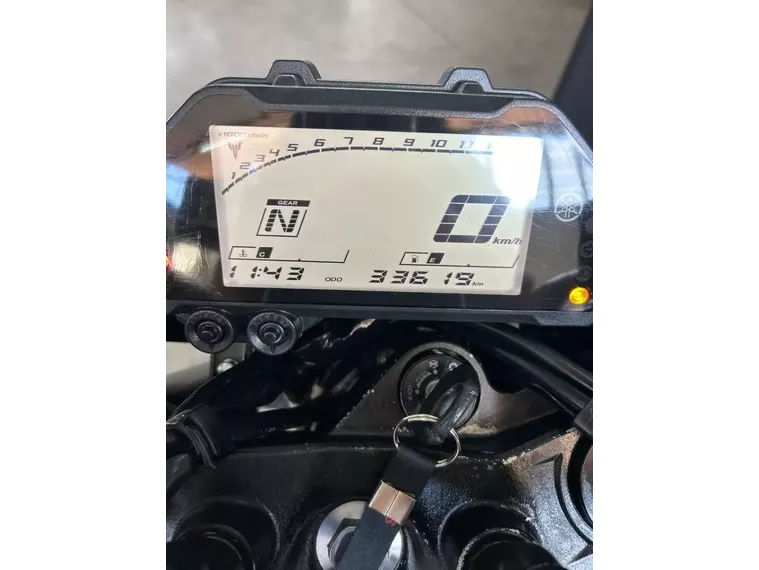 x1000r/min
1 2 3 4 5 6 7 8 9 10 11 1
GEAR
N
0 km/h
C
E
11:43 ODO 33619 km